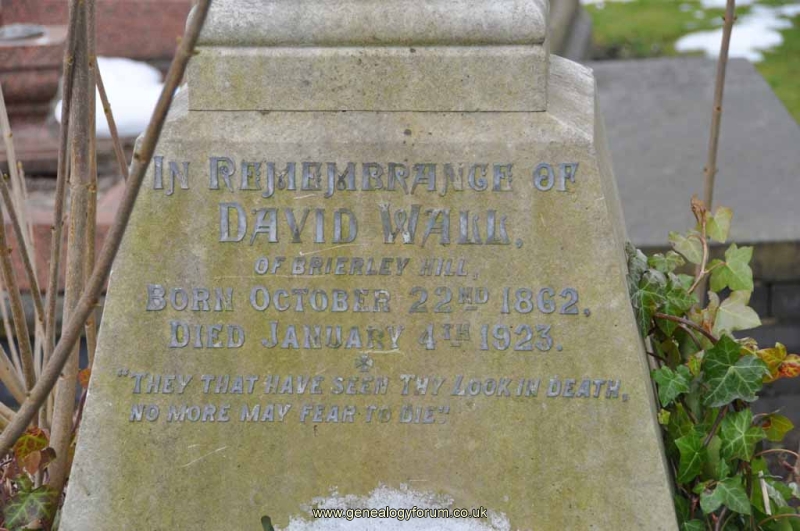 In Remembrance of
David Wall,
of Brierley Hill,
Born October 22nd 1862,
Died January 4th 1923.
"They that have seen Thy Look in Death,
no more may fear to die."
www.genealogyforum.co.uk